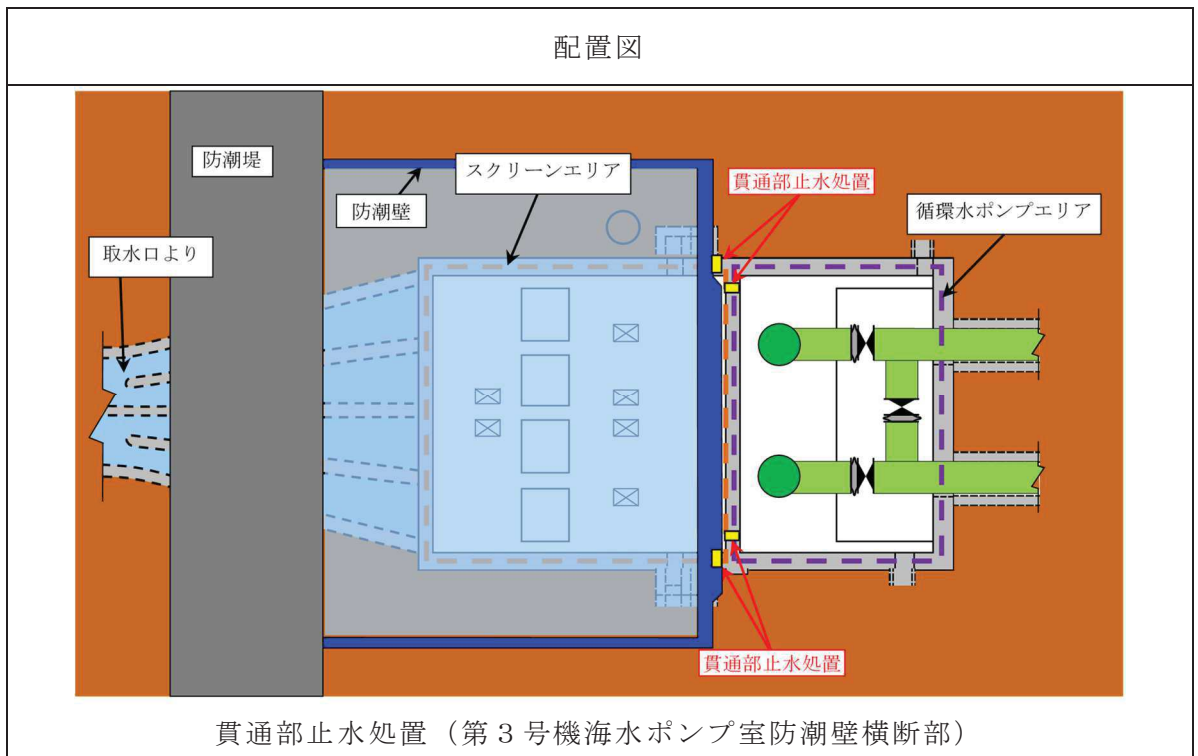 配置図
防潮堤
スクリーンエリア
貫通部止水処置
防潮壁
循環水ポンプエリア
取水口より
貫通部止水処置
貫通部止水処置（第３号機海水ポンプ室防潮壁横断部）